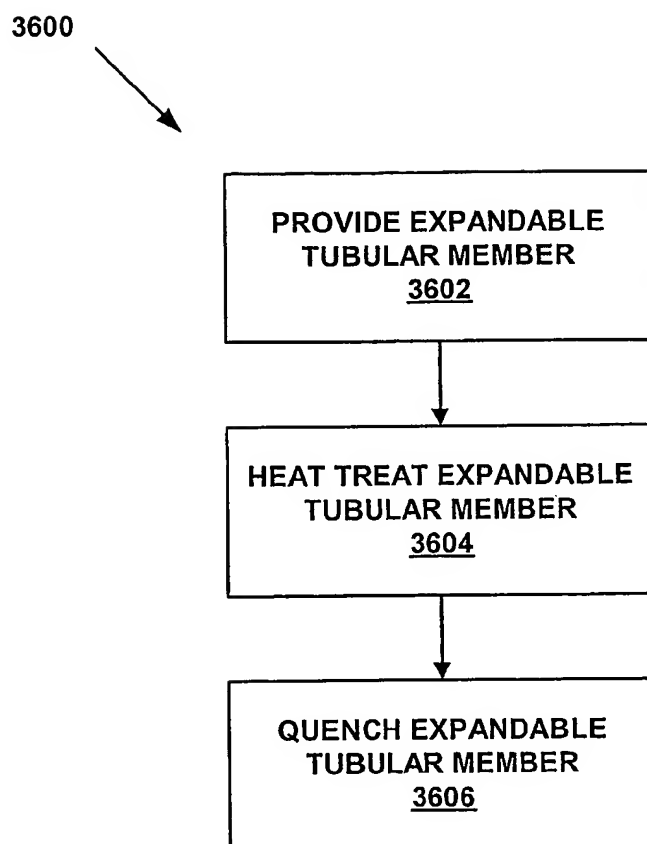 3600
PROVIDE EXPANDABLE
TUBULAR MEMBER
3602
HEAT TREAT EXPANDABLE
TUBULAR MEMBER
3604
QUENCH EXPANDABLE
TUBULAR MEMBER
3606